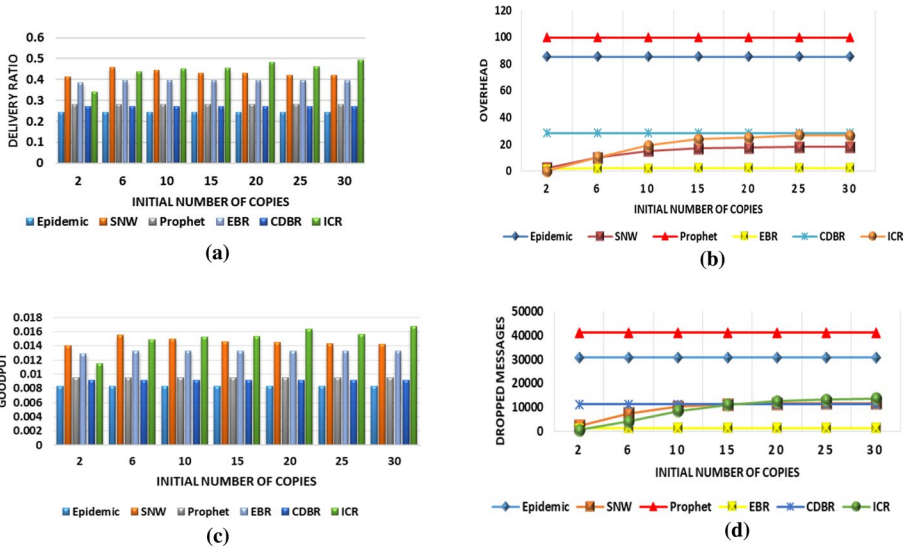 0.6
0.5
0.4
0.3
0.2
0.1
0
DELIVERY RATIO
2 6 10 15 20 25 30
INITIAL NUMBER OF COPIES
Epidemic SNW Prophet EBR CDBR ICR
(a)
120
100
80
60
40
20
0
OVERHEAD
2 6 10 15 20 25 30
INITIAL NUMBER OF COPIES
Epidemic SNW Prophet EBR CDBR ICR
(b)
0.018
0.016
0.014
0.012
0.01
0.008
0.006
0.004
0.002
0
GOODPUT
2 6 10 15 20 25 30
INITIAL NUMBER OF COPIES
Epidemic SNW Prophet EBR CDBR ICR
(c)
50000
40000
30000
20000
10000
0
DROPPED MESSAGES
2 6 10 15 20 25 30
INITIAL NUMBER OF COPIES
Epidemic SNW Prophet EBR CDBR ICR
(d)